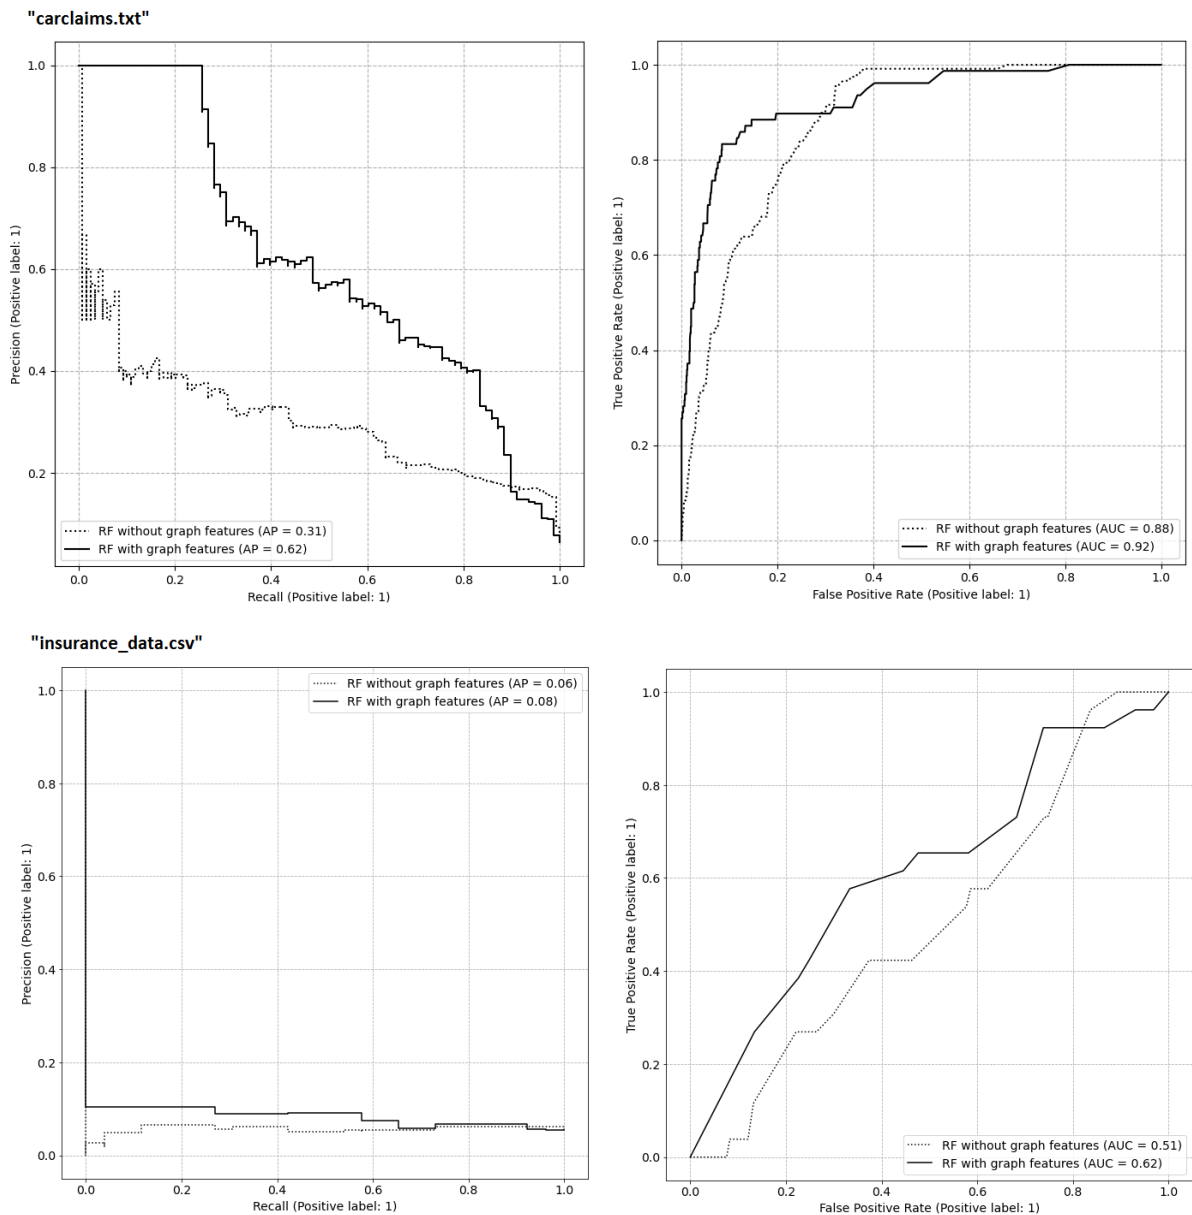 "carclaims.txt"
1.0
0.8
0.6
0.4
0.2
Precision (Positive label: 1)
RF without graph features (AP = 0.31)
RF with graph features (AP = 0.62)
0.0 0.2 0.4 0.6 0.8 1.0
Recall (Positive label: 1)
1.0
0.8
0.6
0.4
0.2
0.0
True Positive Rate (Positive label: 1)
RF without graph features (AUC = 0.88)
RF with graph features (AUC = 0.92)
0.0 0.2 0.4 0.6 0.8 1.0
False Positive Rate (Positive label: 1)
"insurance_data.csv"
RF without graph features (AP = 0.06)
RF with graph features (AP = 0.08)
1.0
0.8
0.6
0.4
0.2
0.0
Precision (Positive label: 1)
0.0 0.2 0.4 0.6 0.8 1.0
Recall (Positive label: 1)
1.0
0.8
0.6
0.4
0.2
0.0
True Positive Rate (Positive label: 1)
RF without graph features (AUC = 0.51)
RF with graph features (AUC = 0.62)
0.0 0.2 0.4 0.6 0.8 1.0
False Positive Rate (Positive label: 1)